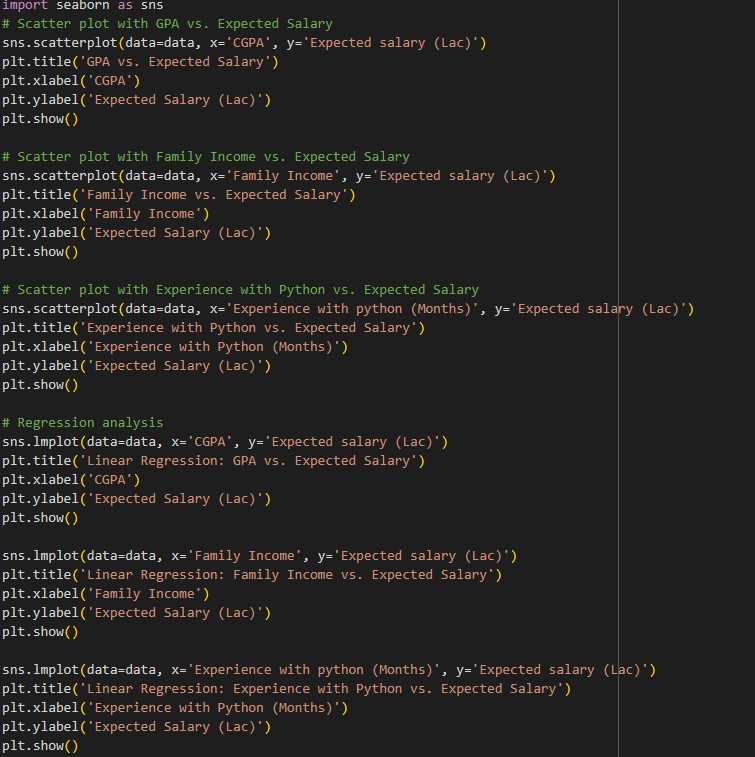 import seaborn as sns
# Scatter plot with GPA vs. Expected Salary
sns.scatterplot(data=data, x='CGPA', y='Expected salary (Lac)')
plt.title('GPA vs. Expected Salary')
plt.xlabel('CGPA')
plt.ylabel('Expected Salary (Lac)')
plt.show()

# Scatter plot with Family Income vs. Expected Salary
sns.scatterplot(data=data, x='Family Income', y='Expected salary (Lac)')
plt.title('Family Income vs. Expected Salary')
plt.xlabel('Family Income')
plt.ylabel('Expected Salary (Lac)')
plt.show()

# Scatter plot with Experience with Python vs. Expected Salary
sns.scatterplot(data=data, x='Experience with python (Months)', y='Expected salary (Lac)')
plt.title('Experience with Python vs. Expected Salary')
plt.xlabel('Experience with Python (Months)')
plt.ylabel('Expected Salary (Lac)')
plt.show()

# Regression analysis
sns.lmplot(data=data, x='CGPA', y='Expected salary (Lac)')
plt.title('Linear Regression: GPA vs. Expected Salary')
plt.xlabel('CGPA')
plt.ylabel('Expected Salary (Lac)')
plt.show()

sns.lmplot(data=data, x='Family Income', y='Expected salary (Lac)')
plt.title('Linear Regression: Family Income vs. Expected Salary')
plt.xlabel('Family Income')
plt.ylabel('Expected Salary (Lac)')
plt.show()

sns.lmplot(data=data, x='Experience with python (Months)', y='Expected salary (Lac)')
plt.title('Linear Regression: Experience with Python vs. Expected Salary')
plt.xlabel('Experience with Python (Months)')
plt.ylabel('Expected Salary (Lac)')
plt.show()